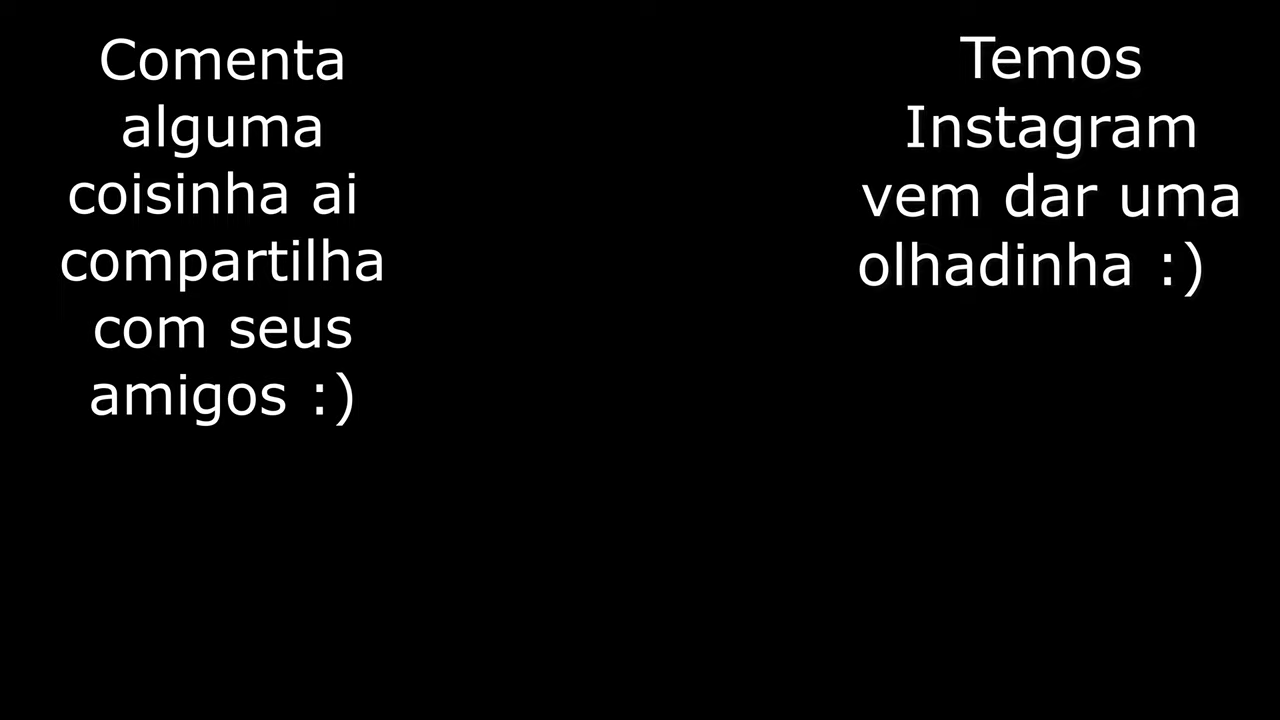 Comenta
alguma
coisinha ai
compartilha
com seus
amigos :)
Temos
Instagram
vem dar uma
olhadinha :)